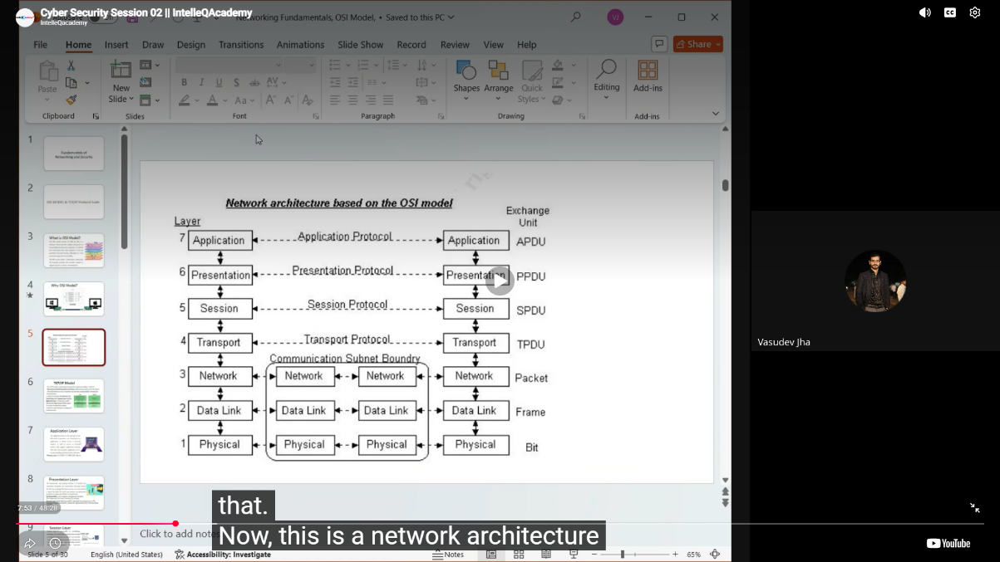 Cyber Security Session 02 || IntelleQAcademy
IntelleQAcademy
Networking Fundamentals, OSI Model, • Saved to this PC
VJ
File Home Insert Draw Design Transitions Animations Slide Show Record Review View Help
Share
Paste
New
Slide
B I U S ab AV
Aa A A A
Shapes Arrange Quick
Styles
Editing
Add-ins
Clipboard Slides Font Paragraph Drawing Add-ins
1
Fundamentals of
Networking and Security
2
OSI MODEL & TCP/IP Protocol Suite
3
What is OSI Model?
4
Why OSI Model?
5
6
TCP/IP Model
7
Application Layer
8
Presentation Layer
9
Session Layer
Network architecture based on the OSI model
Exchange
Unit
Layer
7 Application Application Protocol Application APDU
6 Presentation Presentation Protocol Presentation PPDU
5 Session Session Protocol Session SPDU
4 Transport Transport Protocol Transport TPDU
Communication Subnet Boundry
3 Network Network Network Network Packet
2 Data Link Data Link Data Link Data Link Frame
1 Physical Physical Physical Physical Bit
Vasudev Jha
that.
Now, this is a network architecture
7:53 / 48:28
Click to add notes
Slide 5 of 30 English (United States) Accessibility: Investigate Notes 65%
YouTube